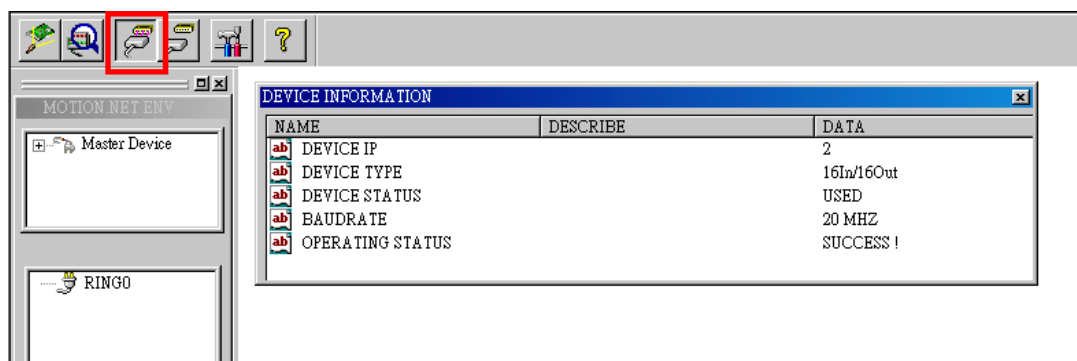 MOTION.NET ENV
Master Device
RING0
DEVICE INFORMATION
NAME DESCRIBE DATA
DEVICE IP 2
DEVICE TYPE 16In/16Out
DEVICE STATUS USED
BAUDRATE 20 MHZ
OPERATING STATUS SUCCESS !